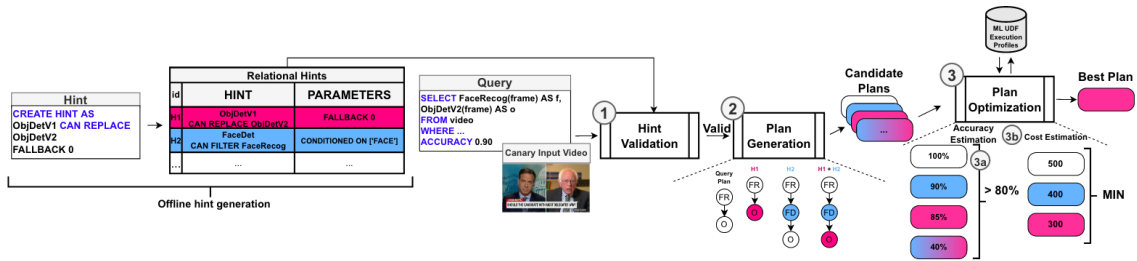 Hint
CREATE HINT AS
ObjDetV1 CAN REPLACE
ObjDetV2
FALLBACK 0
Relational Hints
id
HINT
PARAMETERS
H1
ObjDetV1
CAN REPLACE ObjDetV2
FALLBACK 0
H2
FaceDet
CAN FILTER FaceRecog
CONDITIONED ON ['FACE']
...
...
...
Offline hint generation
Query
SELECT FaceRecog(frame) AS f,
ObjDetV2(frame) AS o
FROM video
WHERE ...
ACCURACY 0.90
Canary Input Video
1
Hint
Validation
Valid
2
Plan
Generation
Query
Plan
FR
O
H1
FR
O
H2
FR
FD
O
H1 + H2
FR
FD
O
Candidate
Plans
...
ML UDF
Execution
Profiles
3
Plan
Optimization
Best Plan
Accuracy
Estimation
3a
100%
90%
85%
40%
> 80%
3b
Cost Estimation
500
400
300
MIN